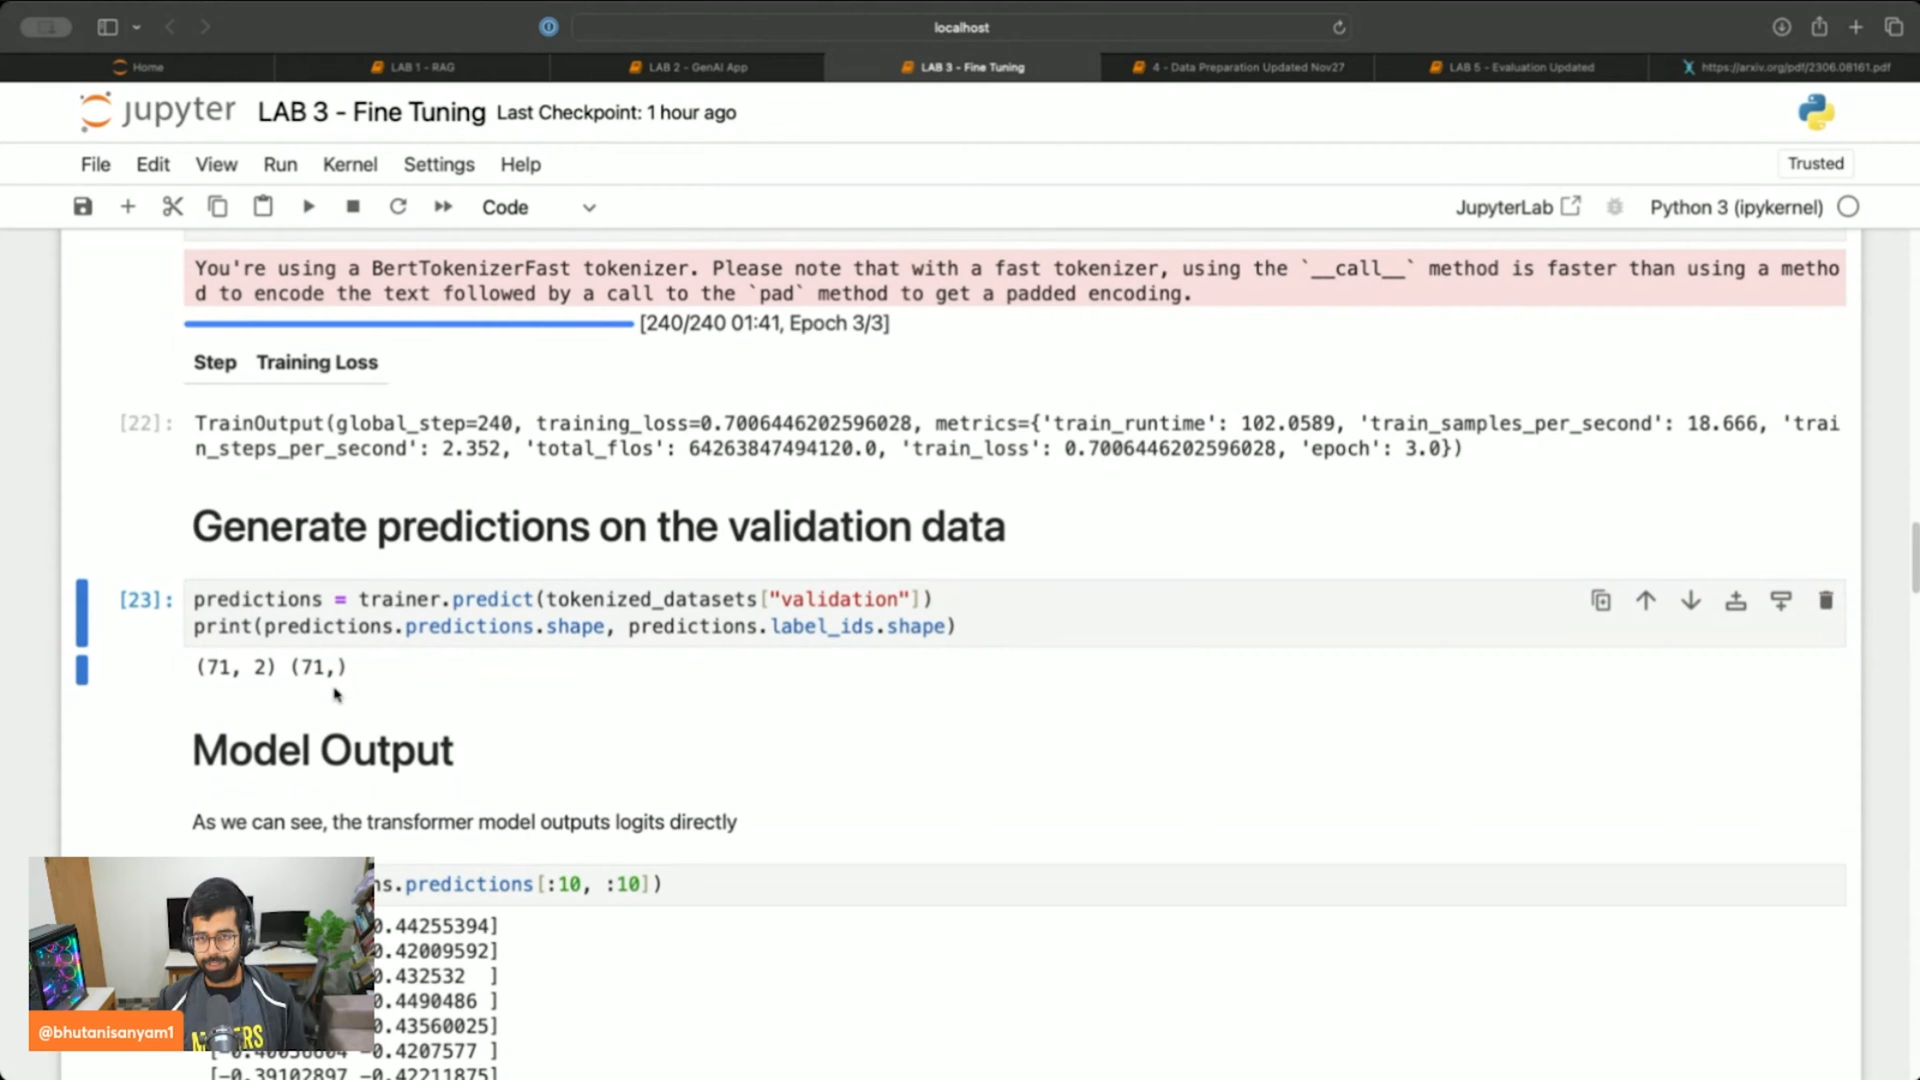 localhost
Home
LAB 1 - RAG
LAB 2 - GenAI App
LAB 3 - Fine Tuning
4 - Data Preparation Updated Nov27
LAB 5 - Evaluation Updated
https://arxiv.org/pdf/2306.08161.pdf
jupyter LAB 3 - Fine Tuning Last Checkpoint: 1 hour ago
File Edit View Run Kernel Settings Help
Trusted
Code
JupyterLab
Python 3 (ipykernel)
You're using a BertTokenizerFast tokenizer. Please note that with a fast tokenizer, using the `__call__` method is faster than using a metho
d to encode the text followed by a call to the `pad` method to get a padded encoding.
[240/240 01:41, Epoch 3/3]
Step Training Loss
[22]: TrainOutput(global_step=240, training_loss=0.7006446202596028, metrics={'train_runtime': 102.0589, 'train_samples_per_second': 18.666, 'trai
n_steps_per_second': 2.352, 'total_flos': 64263847494120.0, 'train_loss': 0.7006446202596028, 'epoch': 3.0})
Generate predictions on the validation data
[23]: predictions = trainer.predict(tokenized_datasets["validation"])
print(predictions.predictions.shape, predictions.label_ids.shape)
(71, 2) (71,)
Model Output
As we can see, the transformer model outputs logits directly
ns.predictions[:10, :10])
0.44255394]
0.42009592]
0.432532 ]
0.4490486 ]
0.43560025]
-0.4207577 ]
[-0.39102897 -0.42211875]
@bhutanisanyam1